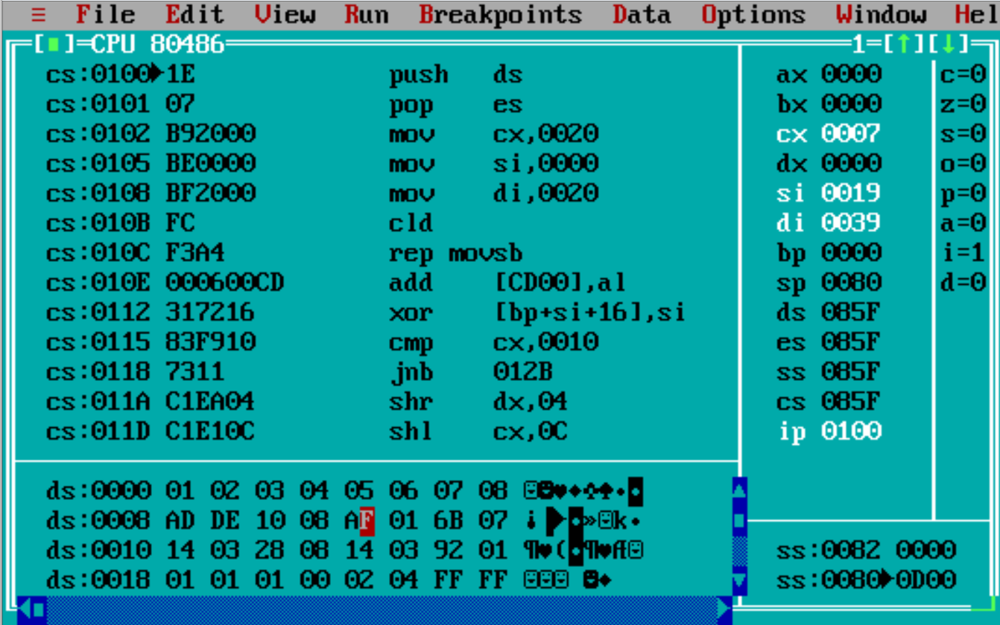 ≡ File Edit View Run Breakpoints Data Options Window Hel
[■]=CPU 80486 1=[↑][↓]
cs:0100►1E push ds ax 0000 c=0
cs:0101 07 pop es bx 0000 z=0
cs:0102 B92000 mov cx,0020 cx 0007 s=0
cs:0105 BE0000 mov si,0000 dx 0000 o=0
cs:0108 BF2000 mov di,0020 si 0019 p=0
cs:010B FC cld di 0039 a=0
cs:010C F3A4 rep movsb bp 0000 i=1
cs:010E 000600CD add [CD00],al sp 0080 d=0
cs:0112 317216 xor [bp+si+16],si ds 085F
cs:0115 83F910 cmp cx,0010 es 085F
cs:0118 7311 jnb 012B ss 085F
cs:011A C1EA04 shr dx,04 cs 085F
cs:011D C1E10C shl cx,0C ip 0100
ds:0000 01 02 03 04 05 06 07 08 ☺☻♥♦♣♠•◘
ds:0008 AD DE 10 08 AF 01 6B 07 ¡ ►◘»☺k•
ds:0010 14 03 28 08 14 03 92 01 ¶♥(◘¶♥Æ☺ ss:0082 0000
ds:0018 01 01 01 00 02 04 FF FF ☺☺☺ ☻♦ ss:0080►0D00